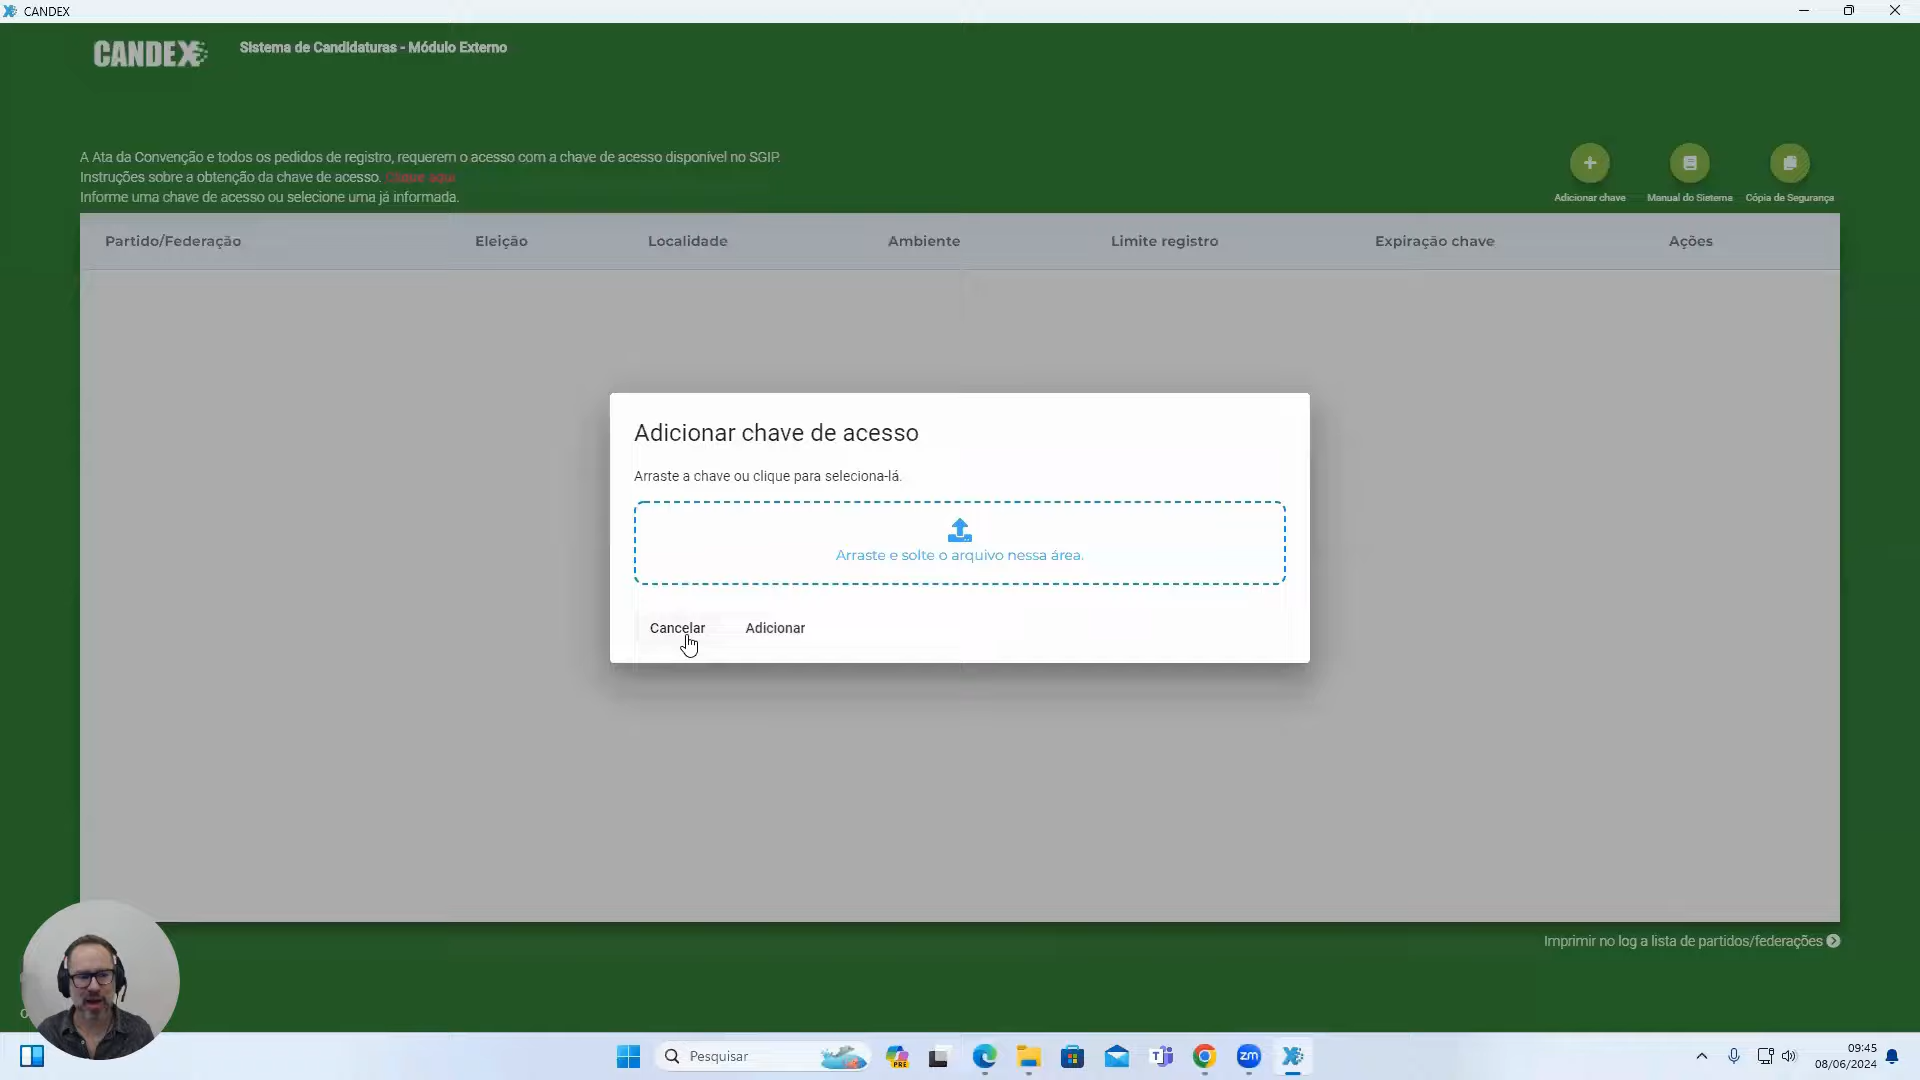 CANDEX
CANDEX
Sistema de Candidaturas - Módulo Externo
A Ata da Convenção e todos os pedidos de registro, requerem o acesso com a chave de acesso disponível no SGIP.
Instruções sobre a obtenção da chave de acesso. Clique aqui
Informe uma chave de acesso ou selecione uma já informada.
Adicionar chave
Manual do Sistema
Cópia de Segurança
Partido/Federação
Eleição
Localidade
Ambiente
Limite registro
Expiração chave
Ações
Adicionar chave de acesso
Arraste a chave ou clique para seleciona-lá.
Arraste e solte o arquivo nessa área.
Cancelar
Adicionar
Imprimir no log a lista de partidos/federações
Pesquisar
PRE
zm
09:45
08/06/2024